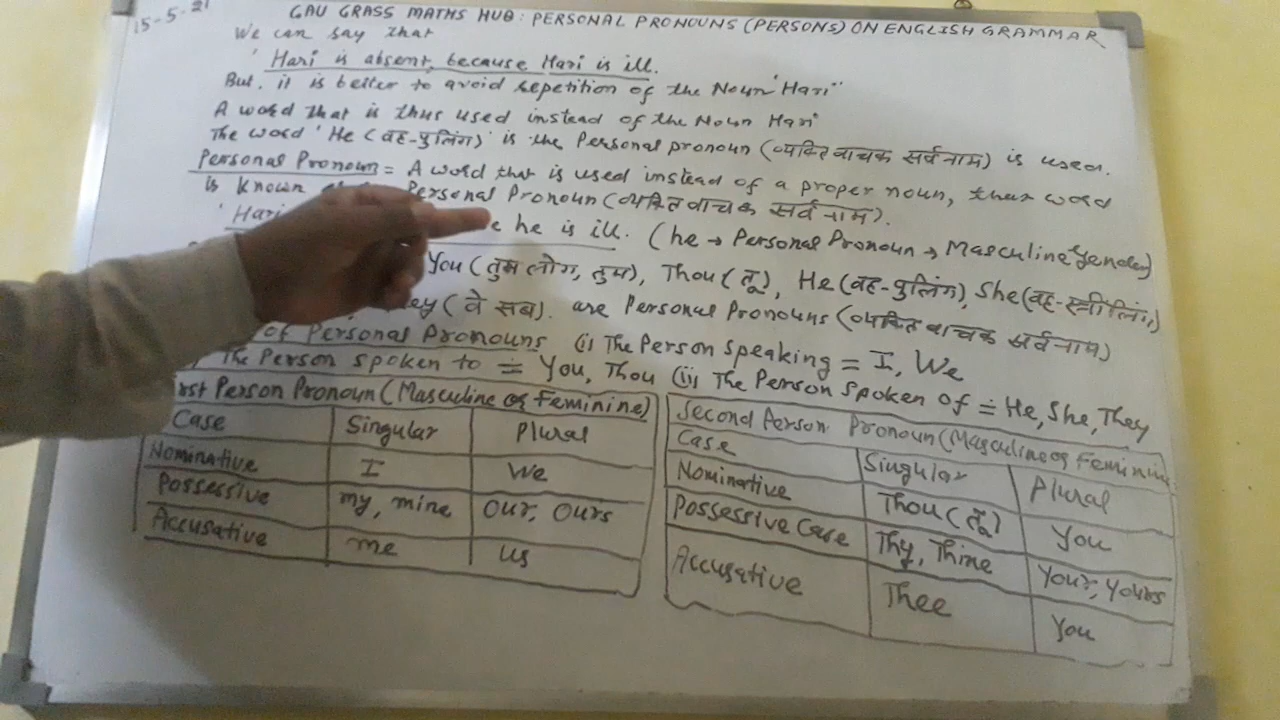 15-5-21
GAU GRASS MATHS HUB: PERSONAL PRONOUNS (PERSONS) ON ENGLISH GRAMMAR
We can say that
'Hari is absent, because Hari is ill.
But, it is better to avoid repetition of the Noun 'Hari''
A word that is thus used instead of the Noun Hari
The word 'He (वह-पुलिंग)' is the Personal pronoun (व्यक्ति वाचक सर्वनाम) is used.
Personal Pronoun = A word that is used instead of a proper noun, that word
is known Personal Pronoun (व्यक्ति वाचक सर्वनाम).
'Hari he is ill. (he → Personal Pronoun → Masculine Gender)
You (तुम लोग, तुम), Thou (तू), He (वह-पुलिंग), She (वह-स्त्रीलिंग)
(वे सब). are Personal Pronouns (व्यक्ति वाचक सर्वनाम)
of Personal Pronouns (i) The Person Speaking = I, We
The Person spoken to = You, Thou (iii) The Person Spoken of = He, She, They
Person Pronoun (Masculine or Feminine)
Case Singular Plural
Nominative I We
Possessive my, mine Our, Ours
Accusative me us
Second Person Pronoun (Masculine or Feminine
Case Singular Plural
Nominative Thou (तू) You
Possessive Case Thy, Thine Your, Yours
Accusative Thee You